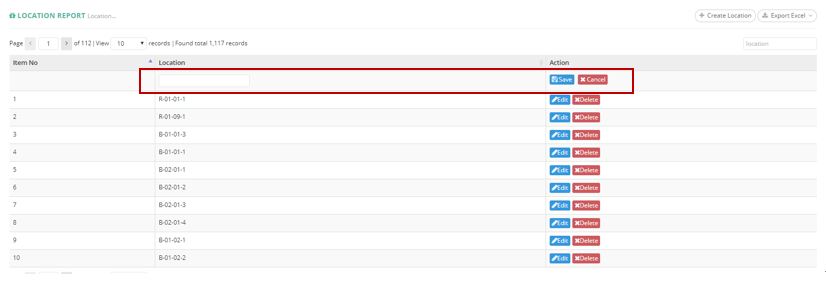 LOCATION REPORT Location...
Create Location Export Excel
Page 1 of 112 | View 10 records | Found total 1,117 records
location
Item No Location Action
Save Cancel
1 R-01-01-1 Edit Delete
2 R-01-09-1 Edit Delete
3 B-01-01-3 Edit Delete
4 B-01-01-1 Edit Delete
5 B-02-01-1 Edit Delete
6 B-02-01-2 Edit Delete
7 B-02-01-3 Edit Delete
8 B-02-01-4 Edit Delete
9 B-01-02-1 Edit Delete
10 B-01-02-2 Edit Delete